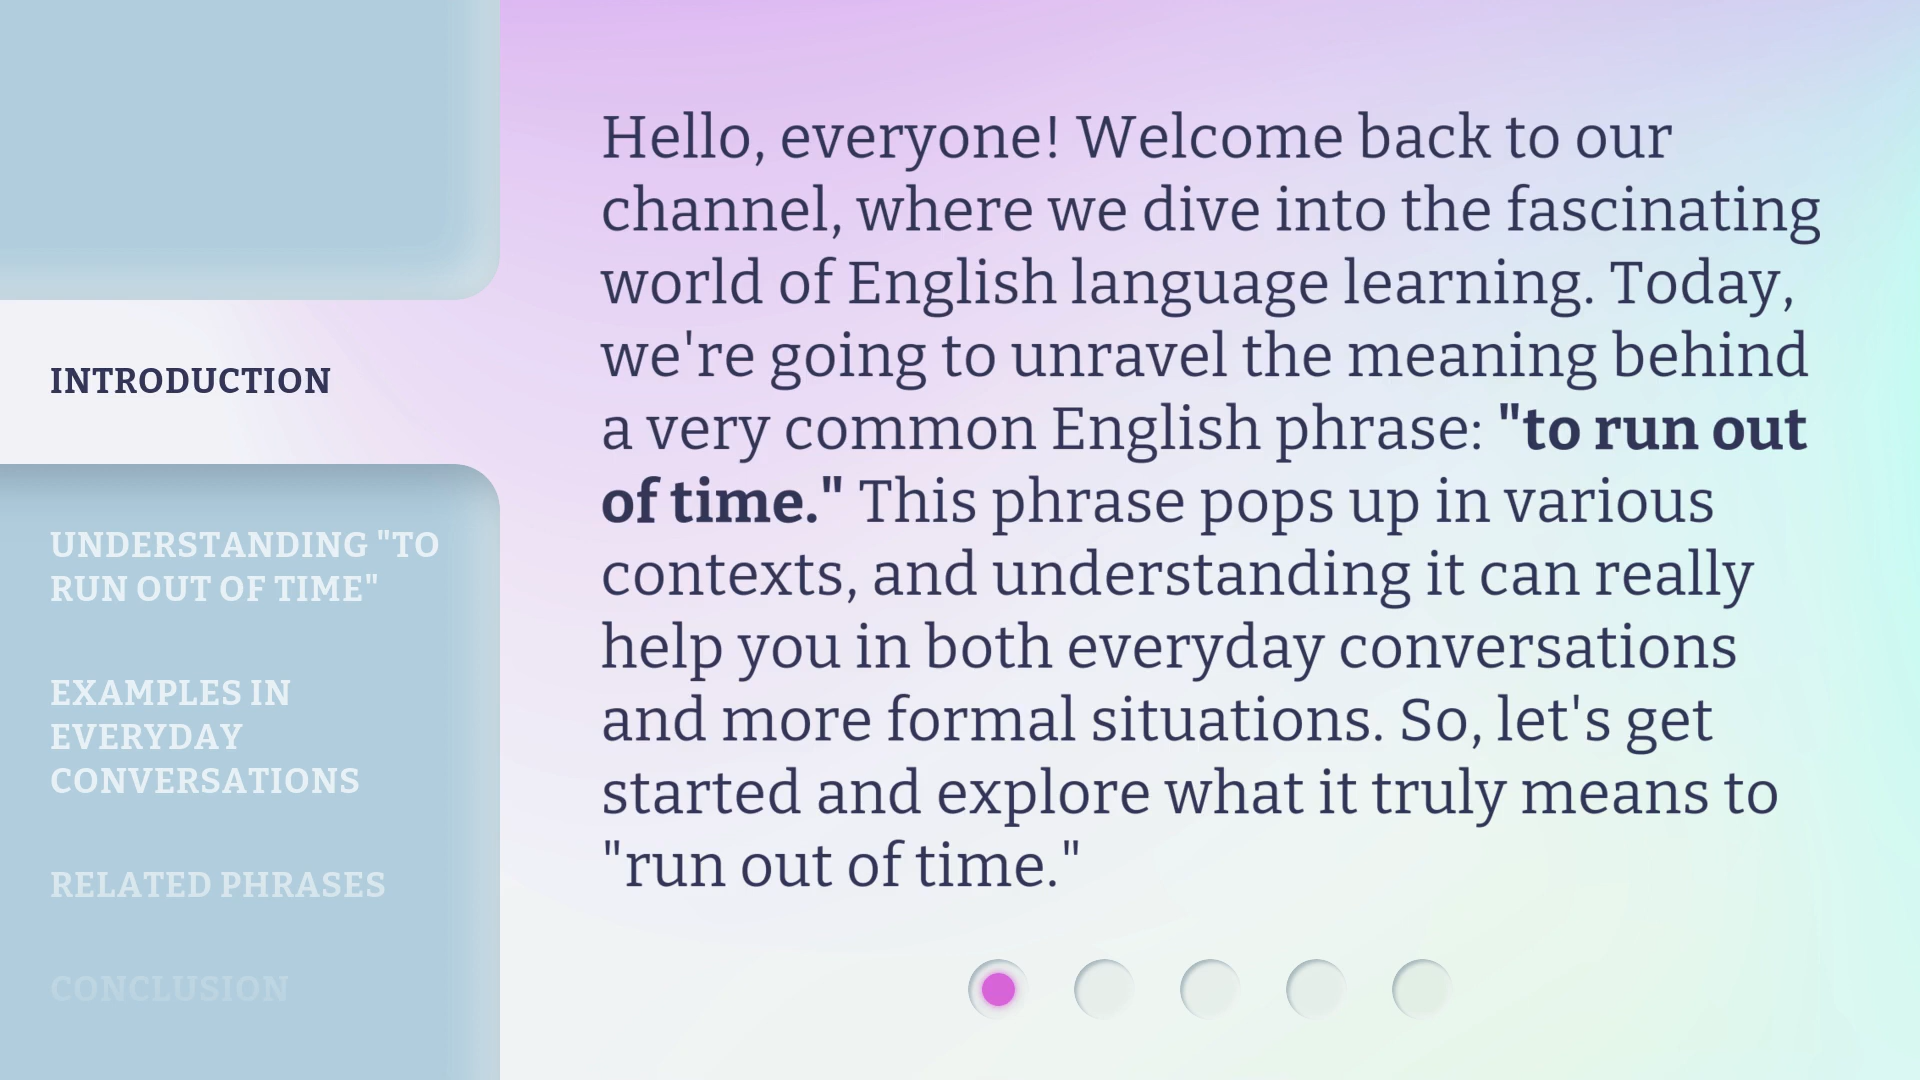 INTRODUCTION
UNDERSTANDING "TO
RUN OUT OF TIME"
EXAMPLES IN
EVERYDAY
CONVERSATIONS
RELATED PHRASES
CONCLUSION
Hello, everyone! Welcome back to our
channel, where we dive into the fascinating
world of English language learning. Today,
we're going to unravel the meaning behind
a very common English phrase: "to run out
of time." This phrase pops up in various
contexts, and understanding it can really
help you in both everyday conversations
and more formal situations. So, let's get
started and explore what it truly means to
"run out of time."